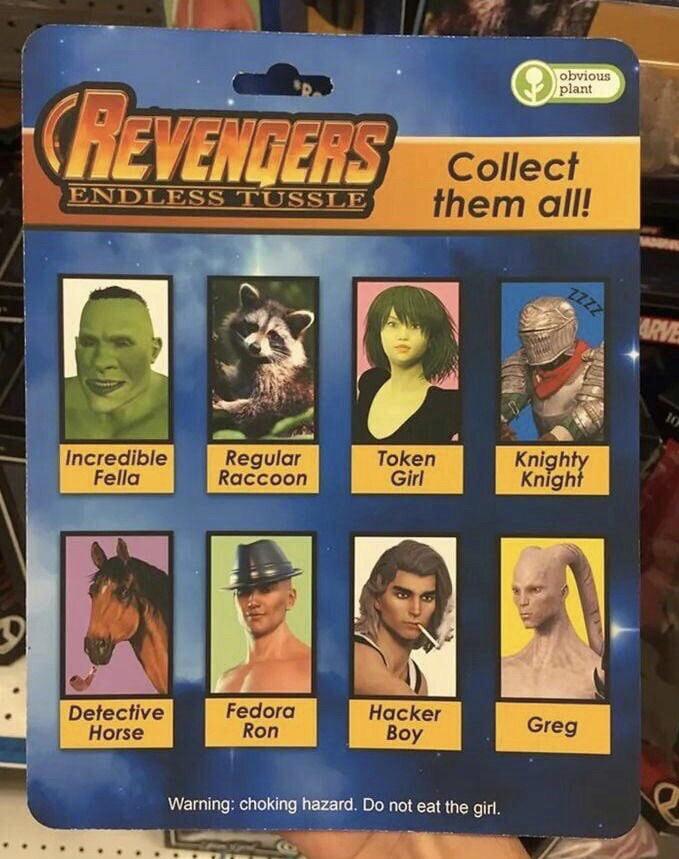 obvious
plant
REVENGERS
ENDLESS TUSSLE
Collect
them all!
ZZZZ
Incredible
Fella
Regular
Raccoon
Token
Girl
Knighty
Knight
Detective
Horse
Fedora
Ron
Hacker
Boy
Greg
Warning: choking hazard. Do not eat the girl.
ARVE